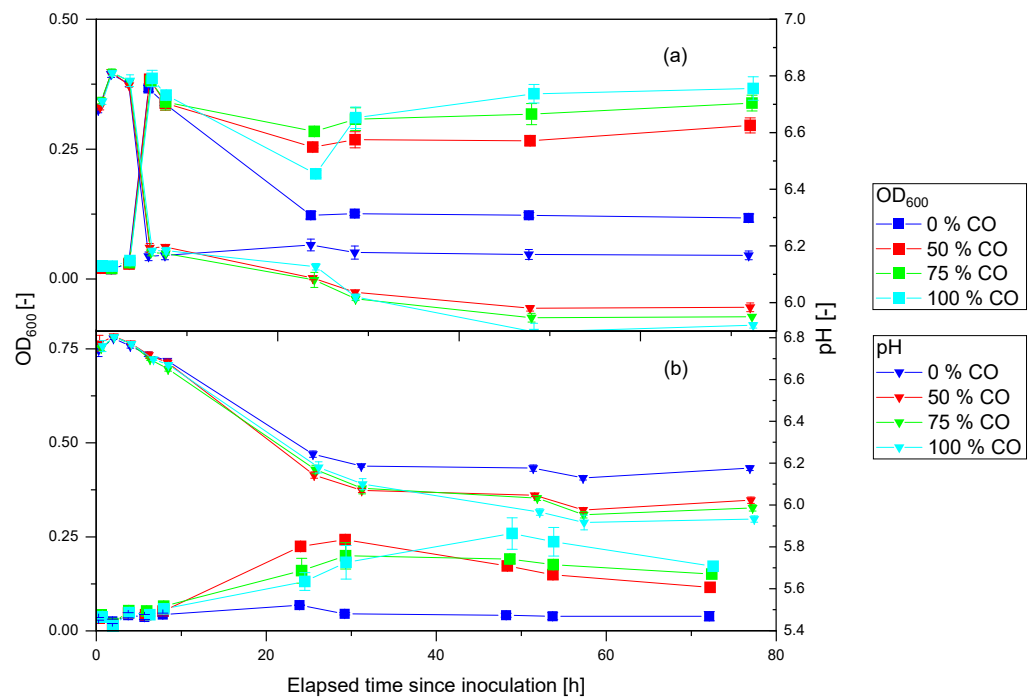 0.50
0.25
0.00
(a)
7.0
6.8
6.6
6.4
6.2
6.0
OD600 [-]
pH [-]
0.75
0.50
0.25
0.00
(b)
6.8
6.6
6.4
6.2
6.0
5.8
5.6
5.4
0
20
40
60
80
Elapsed time since inoculation [h]
OD600
0 % CO
50 % CO
75 % CO
100 % CO
pH
0 % CO
50 % CO
75 % CO
100 % CO